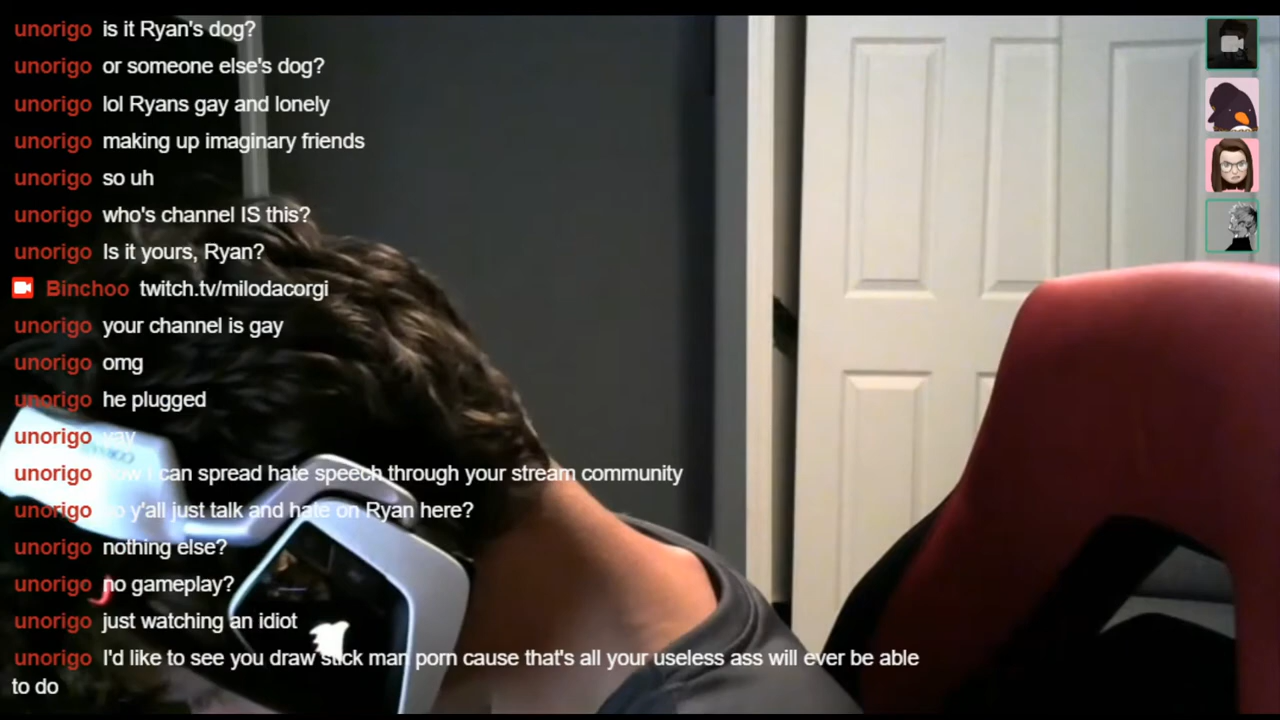 unorigo is it Ryan's dog?
unorigo or someone else's dog?
unorigo lol Ryans gay and lonely
unorigo making up imaginary friends
unorigo so uh
unorigo who's channel IS this?
unorigo Is it yours, Ryan?
Binchoo twitch.tv/milodacorgi
unorigo your channel is gay
unorigo omg
unorigo he plugged
unorigo yay
unorigo now i can spread hate speech through your stream community
unorigo so y'all just talk and hate on Ryan here?
unorigo nothing else?
unorigo no gameplay?
unorigo just watching an idiot
unorigo I'd like to see you draw stick man porn cause that's all your useless ass will ever be able
to do